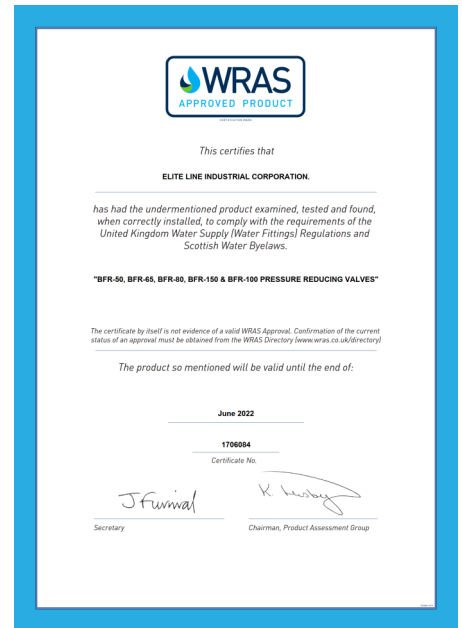 WRAS
APPROVED PRODUCT
CERTIFICATION MARK
This certifies that
ELITE LINE INDUSTRIAL CORPORATION.
has had the undermentioned product examined, tested and found,
when correctly installed, to comply with the requirements of the
United Kingdom Water Supply (Water Fittings) Regulations and
Scottish Water Byelaws.
"BFR-50, BFR-65, BFR-80, BFR-150 & BFR-100 PRESSURE REDUCING VALVES"
The certificate by itself is not evidence of a valid WRAS Approval. Confirmation of the current
status of an approval must be obtained from the WRAS Directory (www.wras.co.uk/directory)
The product so mentioned will be valid until the end of:
June 2022
1706084
Certificate No.
J Furnival
Secretary
Chairman, Product Assessment Group